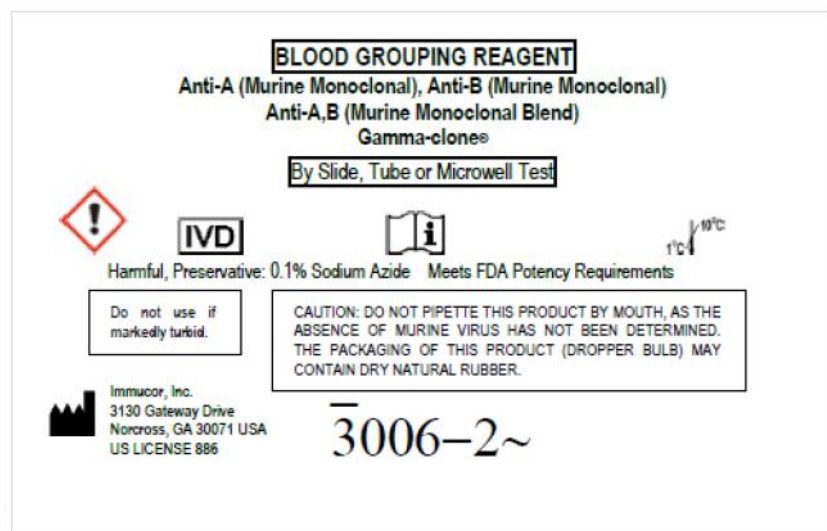 BLOOD GROUPING REAGENT
Anti-A (Murine Monoclonal), Anti-B (Murine Monoclonal)
Anti-A,B (Murine Monoclonal Blend)
Gamma-clone®
By Slide, Tube or Microwell Test
!
IVD
i
1°C
10°C
Harmful, Preservative: 0.1% Sodium Azide Meets FDA Potency Requirements
Do not use if
markedly turbid.
CAUTION: DO NOT PIPETTE THIS PRODUCT BY MOUTH, AS THE
ABSENCE OF MURINE VIRUS HAS NOT BEEN DETERMINED.
THE PACKAGING OF THIS PRODUCT (DROPPER BULB) MAY
CONTAIN DRY NATURAL RUBBER.
Immucor, Inc.
3130 Gateway Drive
Norcross, GA 30071 USA
US LICENSE 886
3̅006–2~